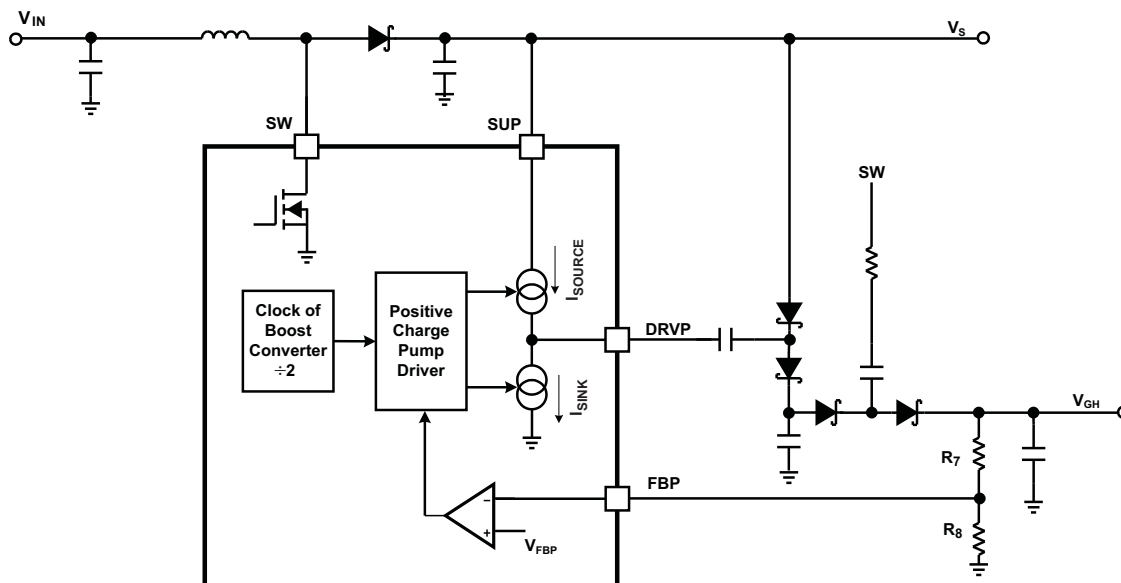 VIN
VS
SW
SUP
SW
ISOURCE
Clock of
Boost
Converter
÷2
Positive
Charge
Pump
Driver
DRVP
ISINK
VGH
R7
FBP
VFBP
R8
−
+